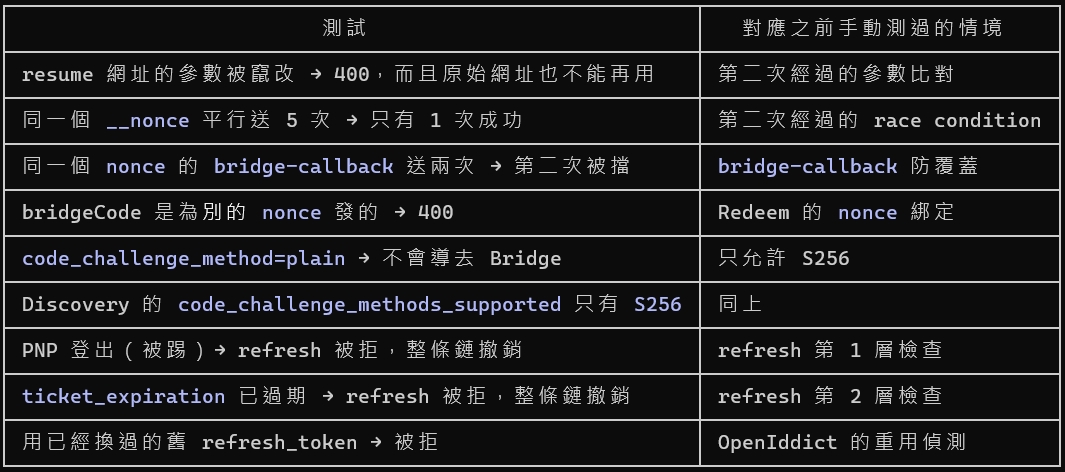 測試 對應之前手動測過的情境
resume 網址的參數被竄改 → 400，而且原始網址也不能再用 第二次經過的參數比對
同一個 __nonce 平行送 5 次 → 只有 1 次成功 第二次經過的 race condition
同一個 nonce 的 bridge-callback 送兩次 → 第二次被擋 bridge-callback 防覆蓋
bridgeCode 是為別的 nonce 發的 → 400 Redeem 的 nonce 綁定
code_challenge_method=plain → 不會導去 Bridge 只允許 S256
Discovery 的 code_challenge_methods_supported 只有 S256 同上
PNP 登出（被踢）→ refresh 被拒，整條鏈撤銷 refresh 第 1 層檢查
ticket_expiration 已過期 → refresh 被拒，整條鏈撤銷 refresh 第 2 層檢查
用已經換過的舊 refresh_token → 被拒 OpenIddict 的重用偵測